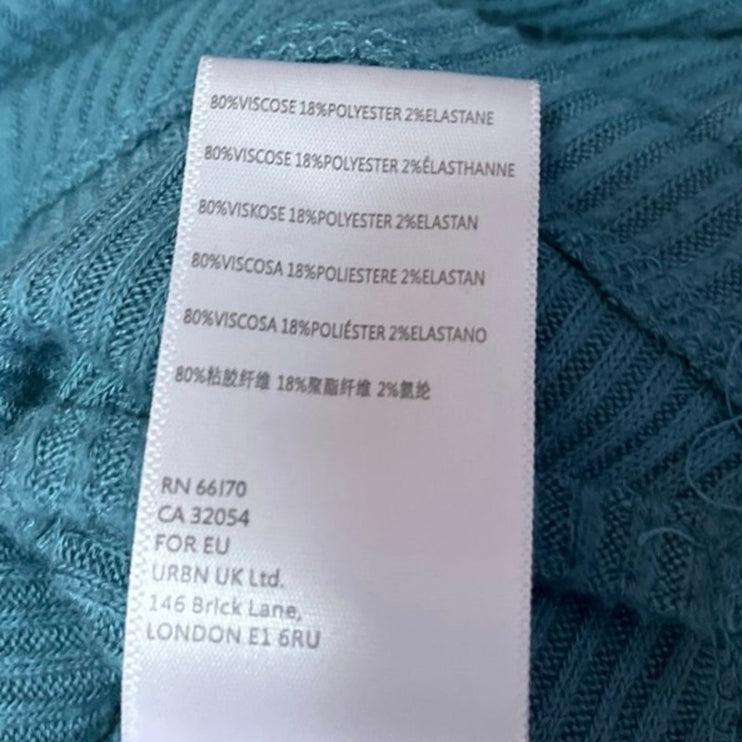 80%VISCOSE 18%POLYESTER 2%ELASTANE
80%VISCOSE 18%POLYESTER 2%ÉLASTHANNE
80%VISKOSE 18%POLYESTER 2%ELASTAN
80%VISCOSA 18%POLIESTERE 2%ELASTAN
80%VISCOSA 18%POLIÉSTER 2%ELASTANO
80%粘胶纤维 18%聚酯纤维 2%氨纶
RN 66170
CA 32054
FOR EU
URBN UK Ltd.
146 Brick Lane,
LONDON E1 6RU